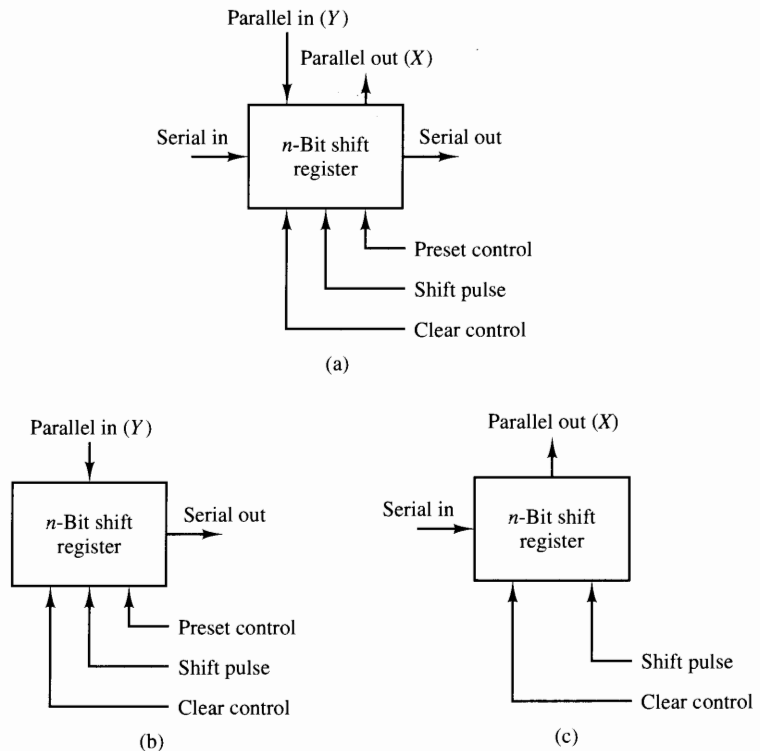 Parallel in (Y)
Parallel out (X)
Serial in
n-Bit shift
register
Serial out
Preset control
Shift pulse
Clear control
(a)
Parallel in (Y)
n-Bit shift
register
Serial out
Preset control
Shift pulse
Clear control
(b)
Parallel out (X)
Serial in
n-Bit shift
register
Shift pulse
Clear control
(c)